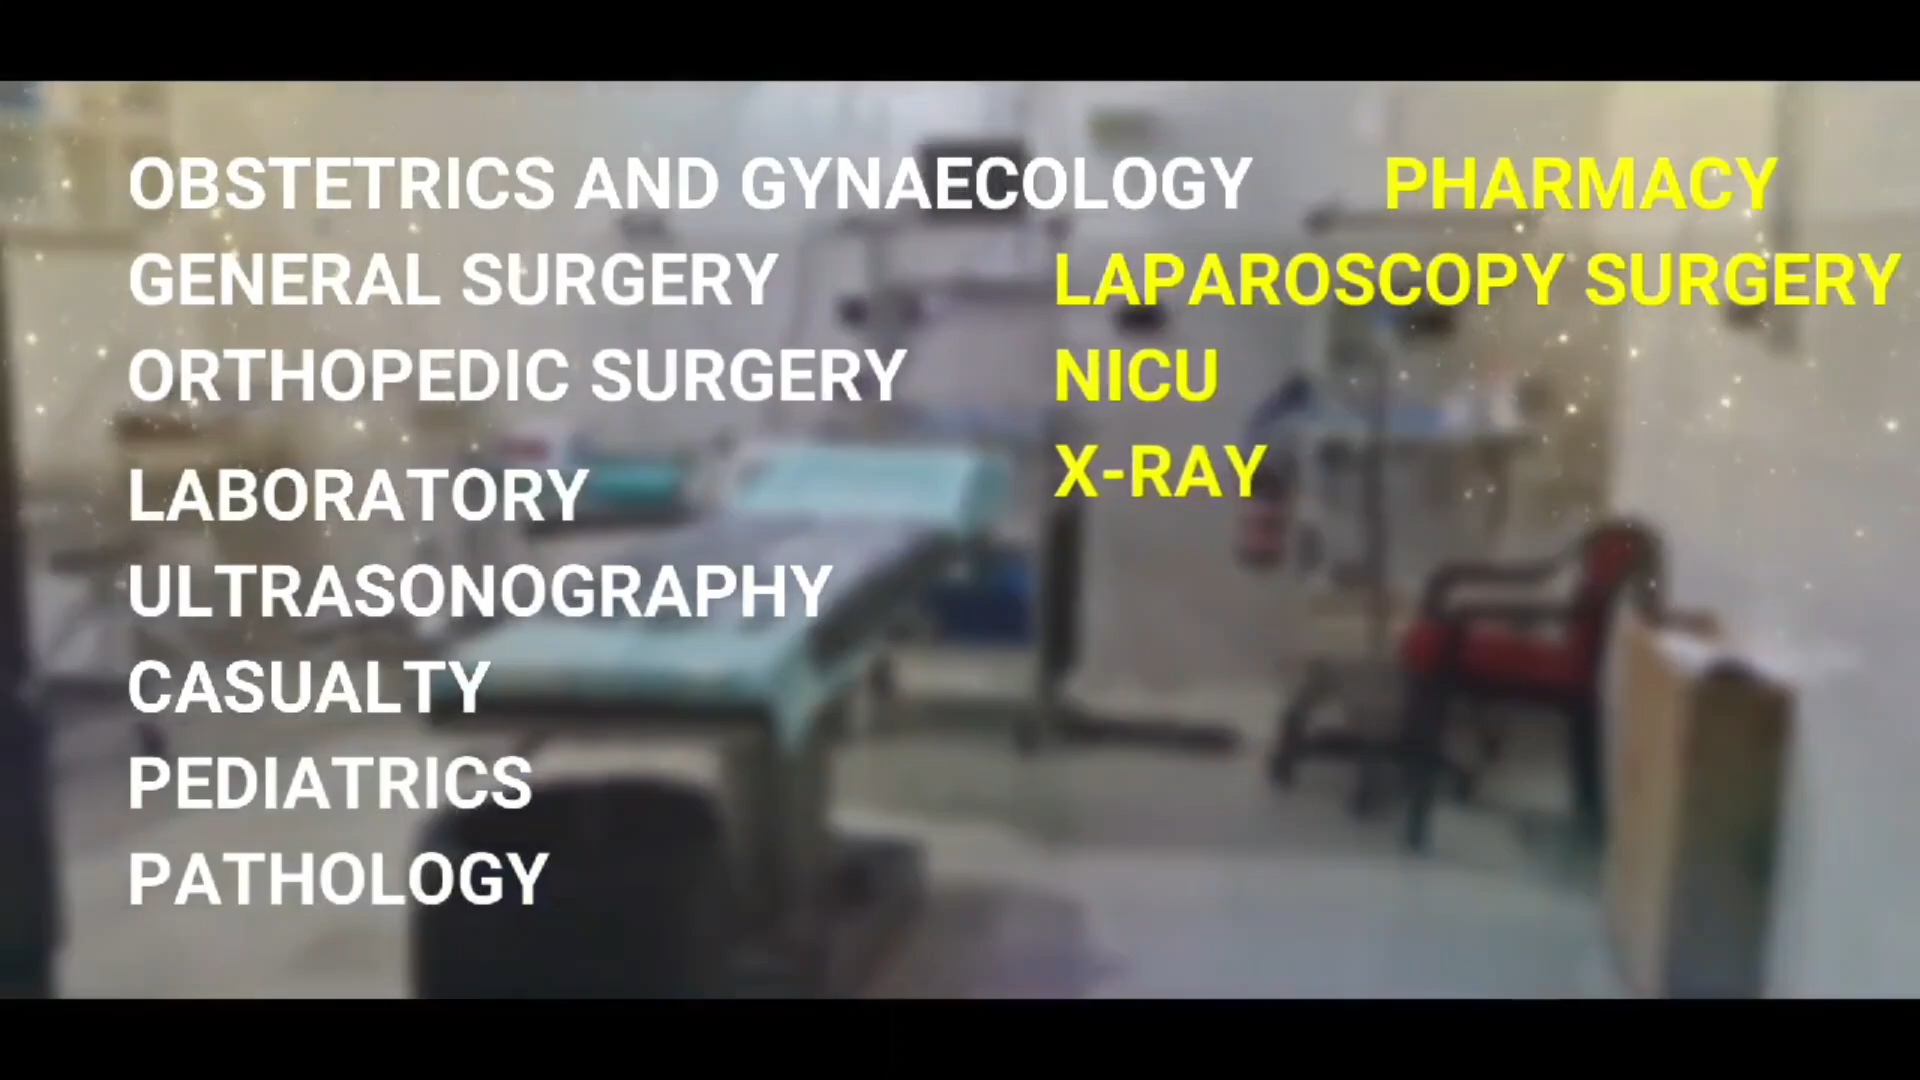 OBSTETRICS AND GYNAECOLOGY
GENERAL SURGERY
ORTHOPEDIC SURGERY
LABORATORY
ULTRASONOGRAPHY
CASUALTY
PEDIATRICS
PATHOLOGY
PHARMACY
LAPAROSCOPY SURGERY
NICU
X-RAY